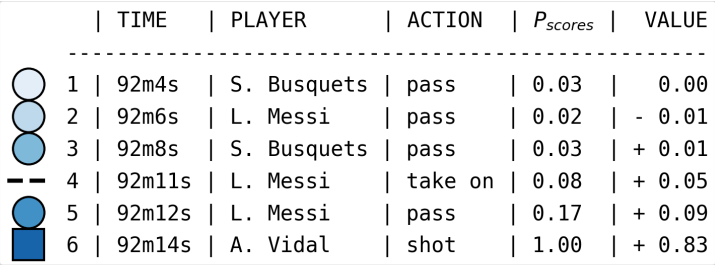 | TIME | PLAYER | ACTION | Pscores | VALUE
1 | 92m4s | S. Busquets | pass | 0.03 | 0.00
2 | 92m6s | L. Messi | pass | 0.02 | - 0.01
3 | 92m8s | S. Busquets | pass | 0.03 | + 0.01
4 | 92m11s | L. Messi | take on | 0.08 | + 0.05
5 | 92m12s | L. Messi | pass | 0.17 | + 0.09
6 | 92m14s | A. Vidal | shot | 1.00 | + 0.83